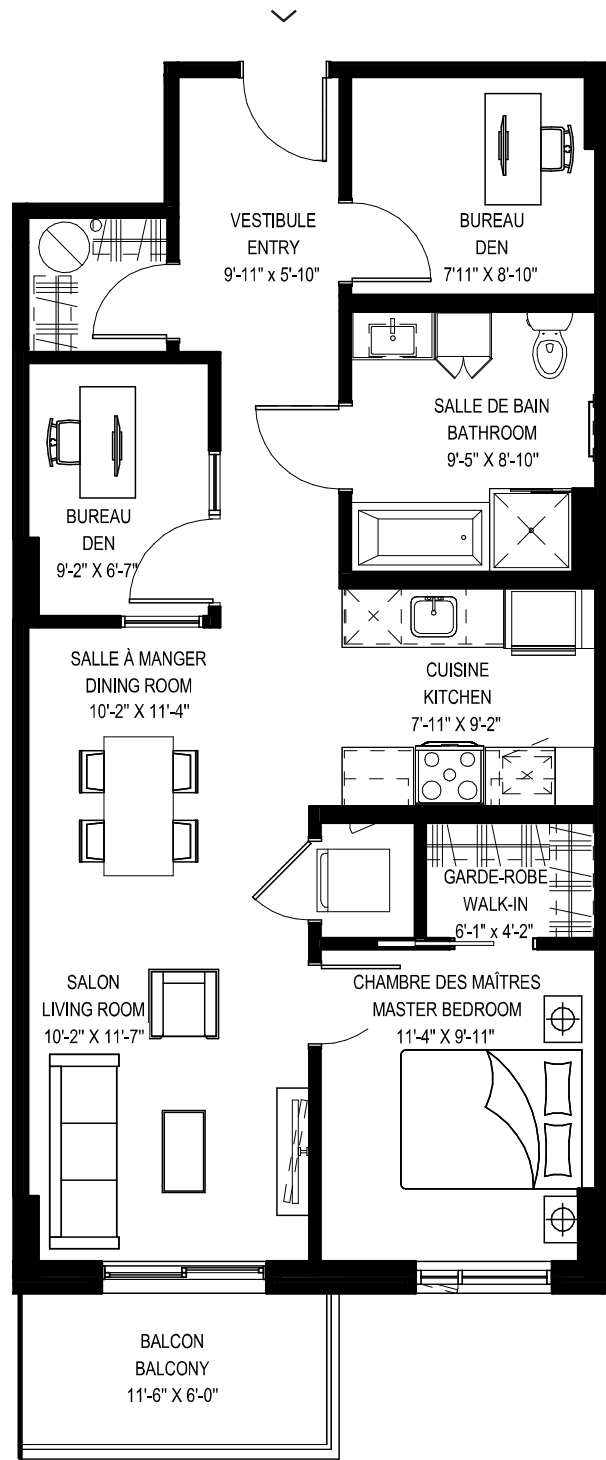 VESTIBULE
ENTRY
9'-11" x 5'-10"
BUREAU
DEN
7'11" X 8'-10"
SALLE DE BAIN
BATHROOM
9'-5" X 8'-10"
BUREAU
DEN
9'-2" X 6'-7"
SALLE À MANGER
DINING ROOM
10'-2" X 11'-4"
CUISINE
KITCHEN
7'-11" X 9'-2"
GARDE-ROBE
WALK-IN
6'-1" x 4'-2"
SALON
LIVING ROOM
10'-2" X 11'-7"
CHAMBRE DES MAÎTRES
MASTER BEDROOM
11'-4" X 9'-11"
BALCON
BALCONY
11'-6" X 6'-0"